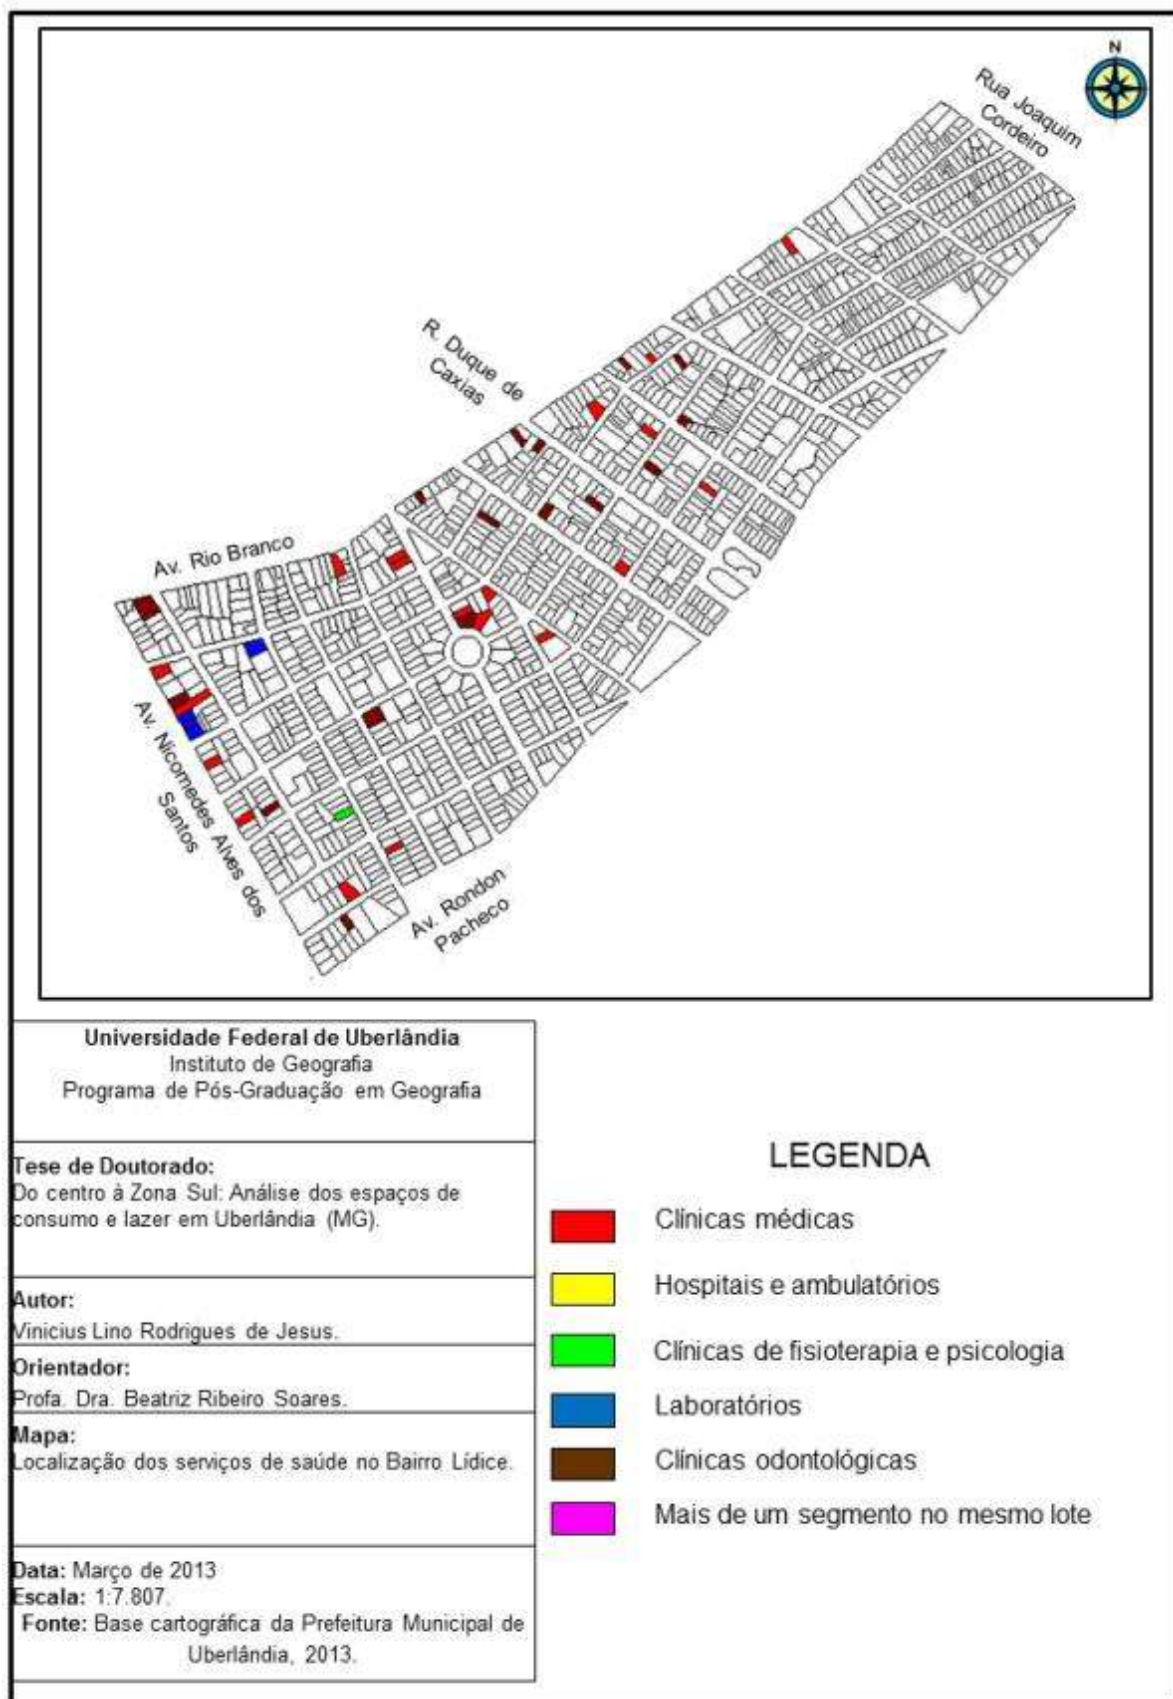 N
Rua Joaquim
Cordeiro
R. Duque de
Caxias
Av. Rio Branco
Av. Nicomedes Alves dos
Santos
Av. Rondon
Pacheco
Universidade Federal de Uberlândia
Instituto de Geografia
Programa de Pós-Graduação em Geografia
Tese de Doutorado:
Do centro à Zona Sul: Análise dos espaços de
consumo e lazer em Uberlândia (MG).
Autor:
Vinicius Lino Rodrigues de Jesus.
Orientador:
Profa. Dra. Beatriz Ribeiro Soares.
Mapa:
Localização dos serviços de saúde no Bairro Lídice.
Data: Março de 2013
Escala: 1:7.807.
Fonte: Base cartográfica da Prefeitura Municipal de
Uberlândia, 2013.
LEGENDA
Clínicas médicas
Hospitais e ambulatórios
Clínicas de fisioterapia e psicologia
Laboratórios
Clínicas odontológicas
Mais de um segmento no mesmo lote